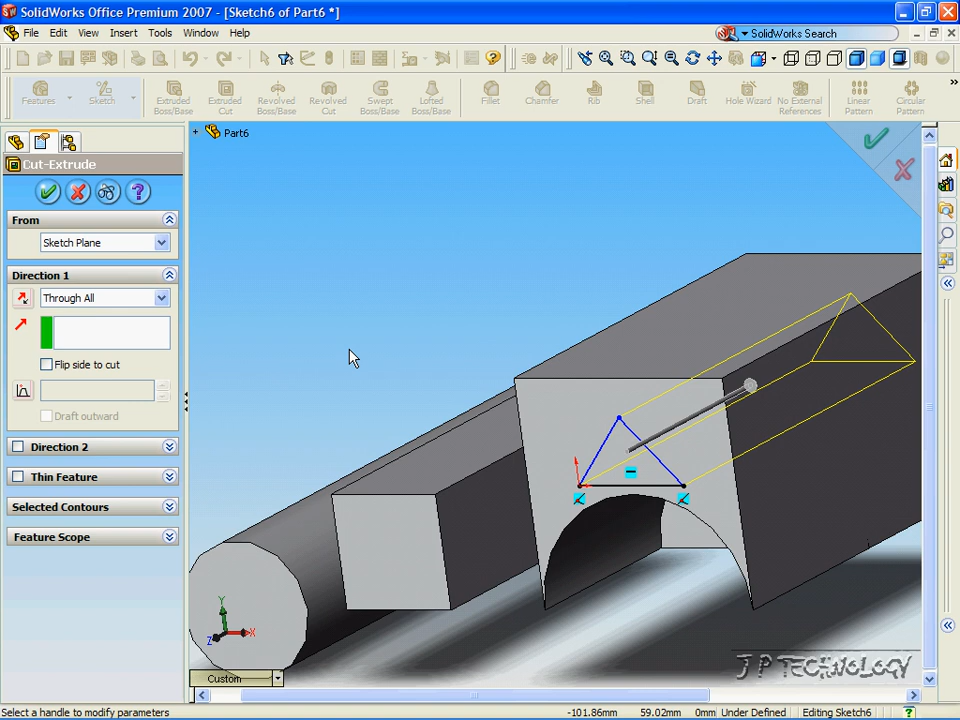 SolidWorks Office Premium 2007 - [Sketch6 of Part6 *]
File Edit View Insert Tools Window Help SolidWorks Search
Features Sketch Extruded Boss/Base Extruded Cut Revolved Boss/Base Revolved Cut Swept Boss/Base Lofted Boss/Base Fillet Chamfer Rib Shell Draft Hole Wizard No External References Linear Pattern Circular Pattern
Part6
Cut-Extrude
From
Sketch Plane
Direction 1
Through All
Flip side to cut
Draft outward
Direction 2
Thin Feature
Selected Contours
Feature Scope
Y
X
Z
Custom
J P TECHNOLOGY
Select a handle to modify parameters -101.86mm 59.02mm 0mm Under Defined Editing Sketch6